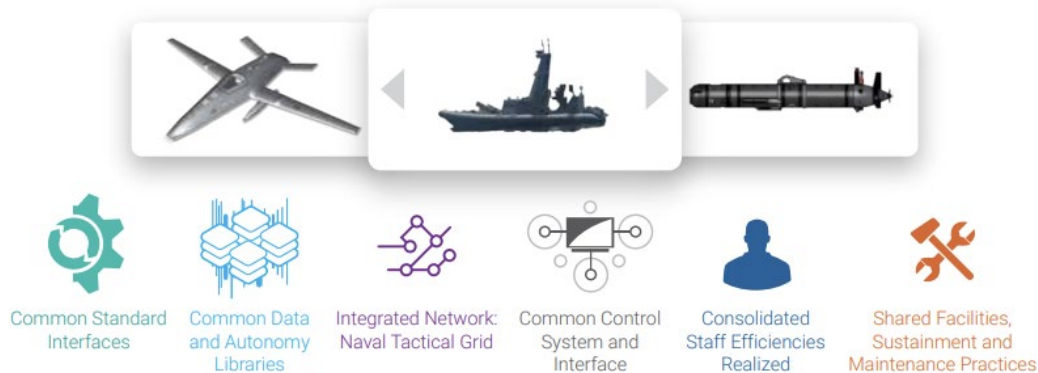 Common Standard
Interfaces
Common Data
and Autonomy
Libraries
Integrated Network:
Naval Tactical Grid
Common Control
System and
Interface
Consolidated
Staff Efficiencies
Realized
Shared Facilities,
Sustainment and
Maintenance Practices